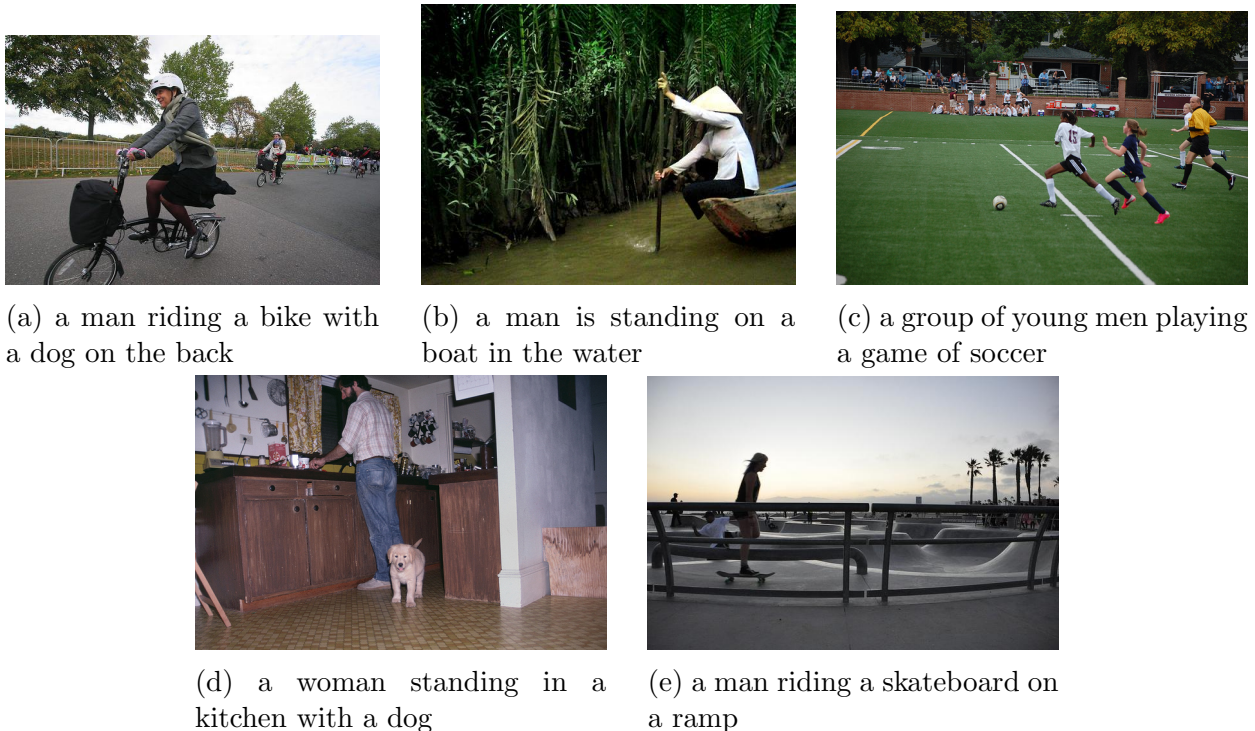 15
(a) a man riding a bike with
a dog on the back
(b) a man is standing on a
boat in the water
(c) a group of young men playing
a game of soccer
(d) a woman standing in a
kitchen with a dog
(e) a man riding a skateboard on
a ramp